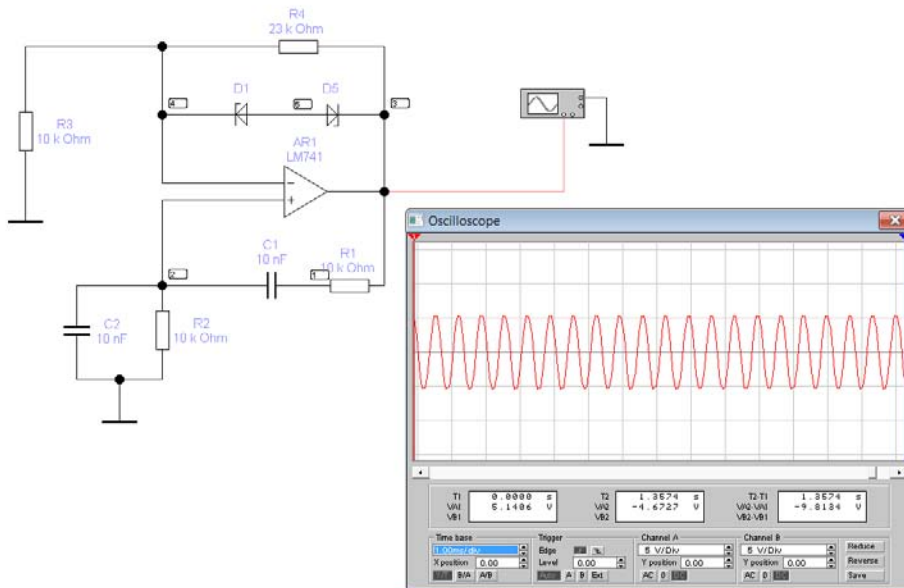 R4
23 k Ohm
D1
D5
4
5
3
R3
10 k Ohm
AR1
LM741
C1
10 nF
R1
10 k Ohm
2
1
C2
10 nF
R2
10 k Ohm
Oscilloscope
1
T1 0.0000 s
VA1 5.1406 V
VB1
T2 1.3574 s
VA2 -4.6727 V
VB2
T2-T1 1.3574 s
VA2-VA1 -9.8134 V
VB2-VB1
Time base
1.00ms/div
X position 0.00
Y/T B/A A/B
Trigger
Edge
Level 0.00
Auto A B Ext
Channel A
5 V/Div
Y position 0.00
AC 0 DC
Channel B
5 V/Div
Y position 0.00
AC 0 DC
Reduce
Reverse
Save